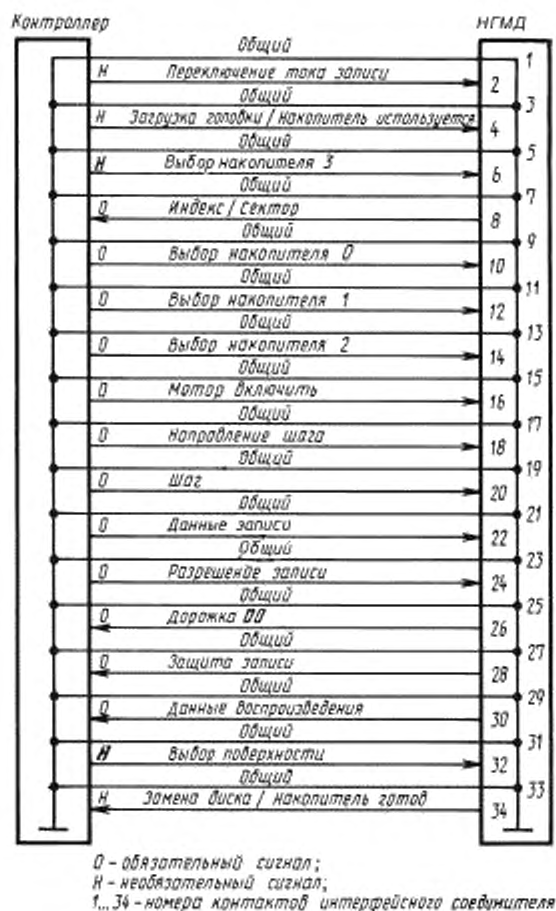 Контроллер НГМД
Общий 1
Н Переключение тока записи 2
Общий 3
Н Загрузка головки / Накопитель используется 4
Общий 5
Н Выбор накопителя 3 6
Общий 7
О Индекс / Сектор 8
Общий 9
О Выбор накопителя 0 10
Общий 11
О Выбор накопителя 1 12
Общий 13
О Выбор накопителя 2 14
Общий 15
О Мотор включить 16
Общий 17
О Направление шага 18
Общий 19
О Шаг 20
Общий 21
О Данные записи 22
Общий 23
О Разрешение записи 24
Общий 25
О Дорожка 00 26
Общий 27
О Защита записи 28
Общий 29
О Данные воспроизведения 30
Общий 31
Н Выбор поверхности 32
Общий 33
Н Замена диска / Накопитель готов 34
О - обязательный сигнал;
Н - необязательный сигнал;
1...34 - номера контактов интерфейсного соединителя